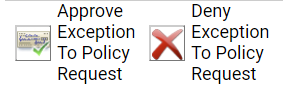 Approve
Exception
To Policy
Request
Deny
Exception
To Policy
Request